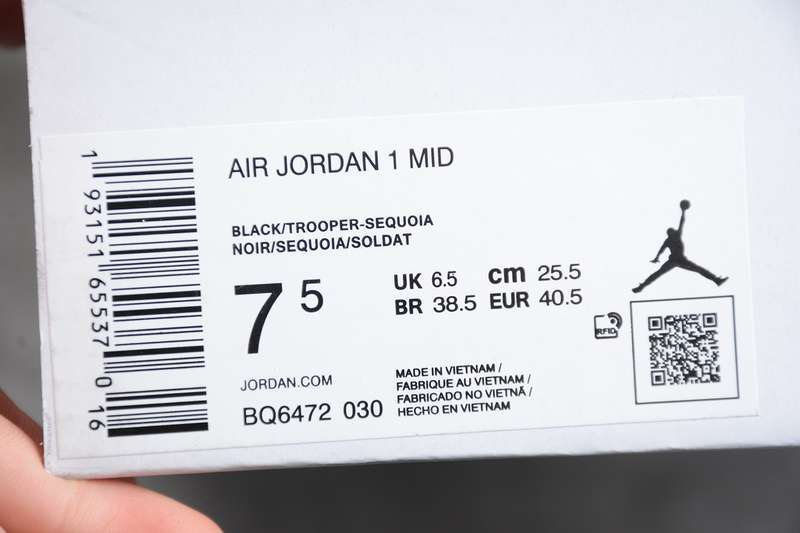 1 93151 65537 0 16
AIR JORDAN 1 MID
BLACK/TROOPER-SEQUOIA
NOIR/SEQUOIA/SOLDAT
7 5
UK 6.5 cm 25.5
BR 38.5 EUR 40.5
RFID
JORDAN.COM
BQ6472 030
MADE IN VIETNAM /
FABRIQUE AU VIETNAM /
FABRICADO NO VIETNÃ /
HECHO EN VIETNAM